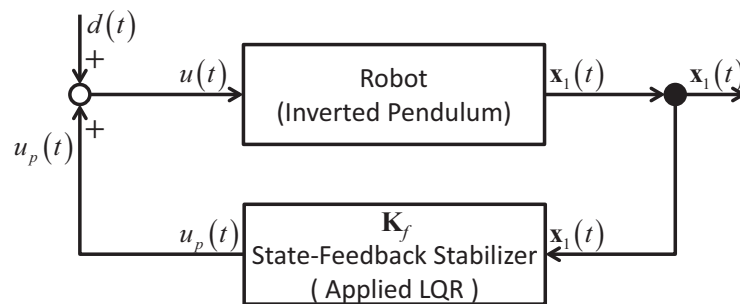 d(t)
+
u(t)
Robot
(Inverted Pendulum)
𝐱₁(t)
𝐱₁(t)
+
u_p(t)
u_p(t)
𝐊_f
State-Feedback Stabilizer
( Applied LQR )
𝐱₁(t)